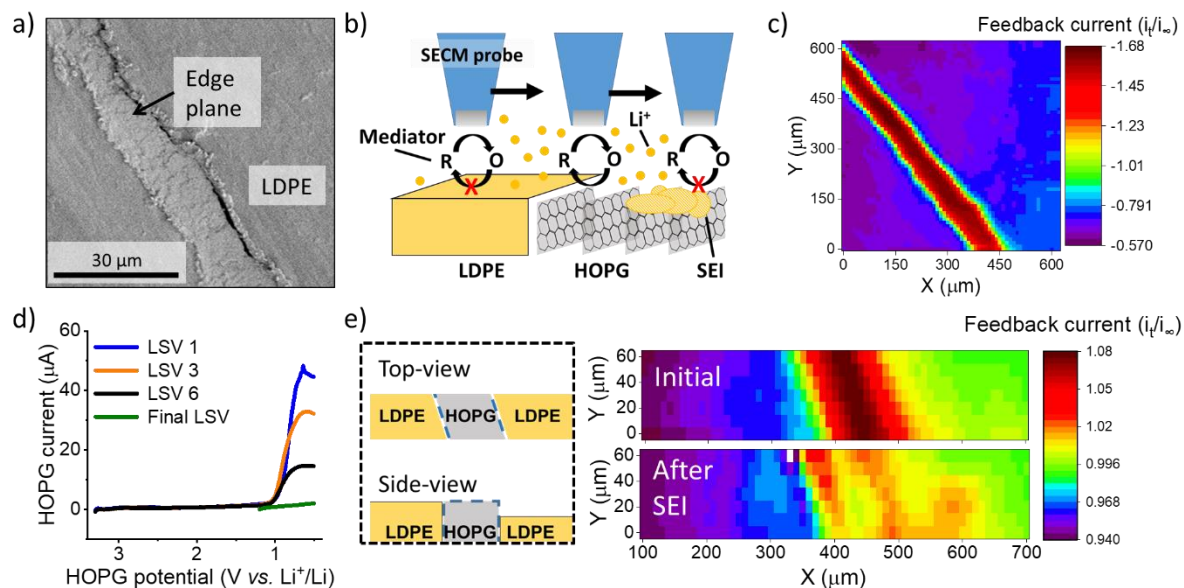 a)
Edge
plane
LDPE
30 µm
b)
SECM probe
Mediator
Li⁺
R O R O R O
X X
LDPE HOPG SEI
c)
Feedback current (iₜ/i∞)
Y (µm)
600
450
300
150
0
0 150 300 450 600
X (µm)
-1.68
-1.23
-1.01
-0.791
-0.570
d)
HOPG current (µA)
60
40
20
0
LSV 1
LSV 3
LSV 6
Final LSV
3 2 1
HOPG potential (V vs. Li⁺/Li)
e)
Top-view
LDPE HOPG LDPE
Side-view
LDPE HOPG LDPE
Feedback current (iₜ/i∞)
Initial
Y (µm)
60
40
20
0
After
SEI
Y (µm)
60
40
20
0
100 200 300 400 500 600 700
X (µm)
1.08
1.05
1.02
0.996
0.968
0.940